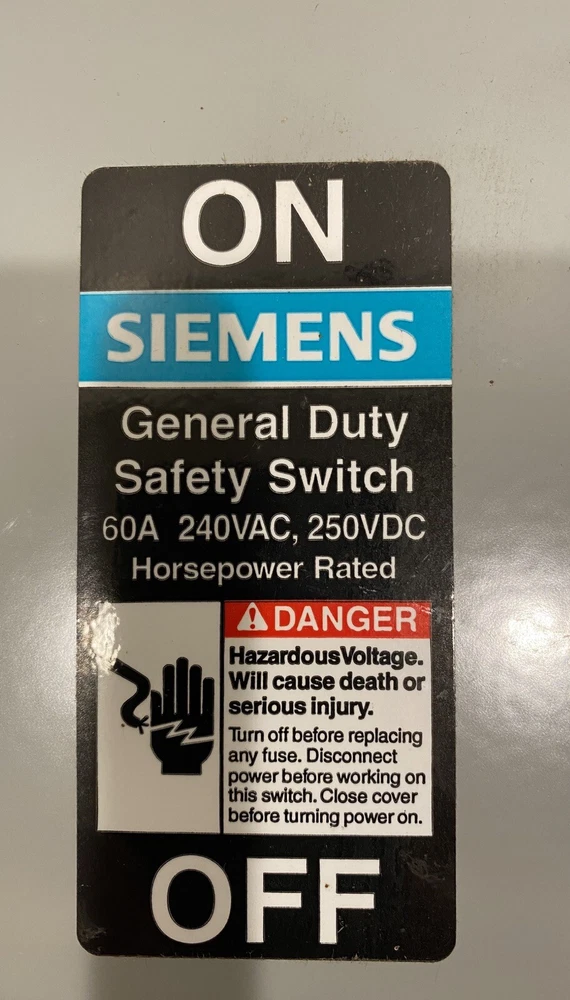 ON
SIEMENS
General Duty
Safety Switch
60A 240VAC, 250VDC
Horsepower Rated
DANGER
Hazardous Voltage.
Will cause death or
serious injury.
Turn off before replacing
any fuse. Disconnect
power before working on
this switch. Close cover
before turning power on.
OFF